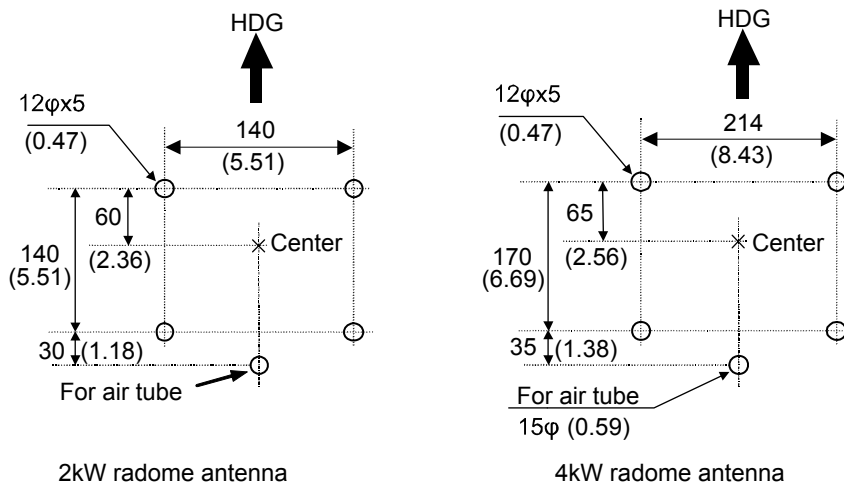 HDG
12φx5
(0.47)
140
(5.51)
60
(2.36)
Center
140
(5.51)
30 (1.18)
For air tube
2kW radome antenna
HDG
12φx5
(0.47)
214
(8.43)
65
(2.56)
Center
170
(6.69)
35 (1.38)
For air tube
15φ (0.59)
4kW radome antenna